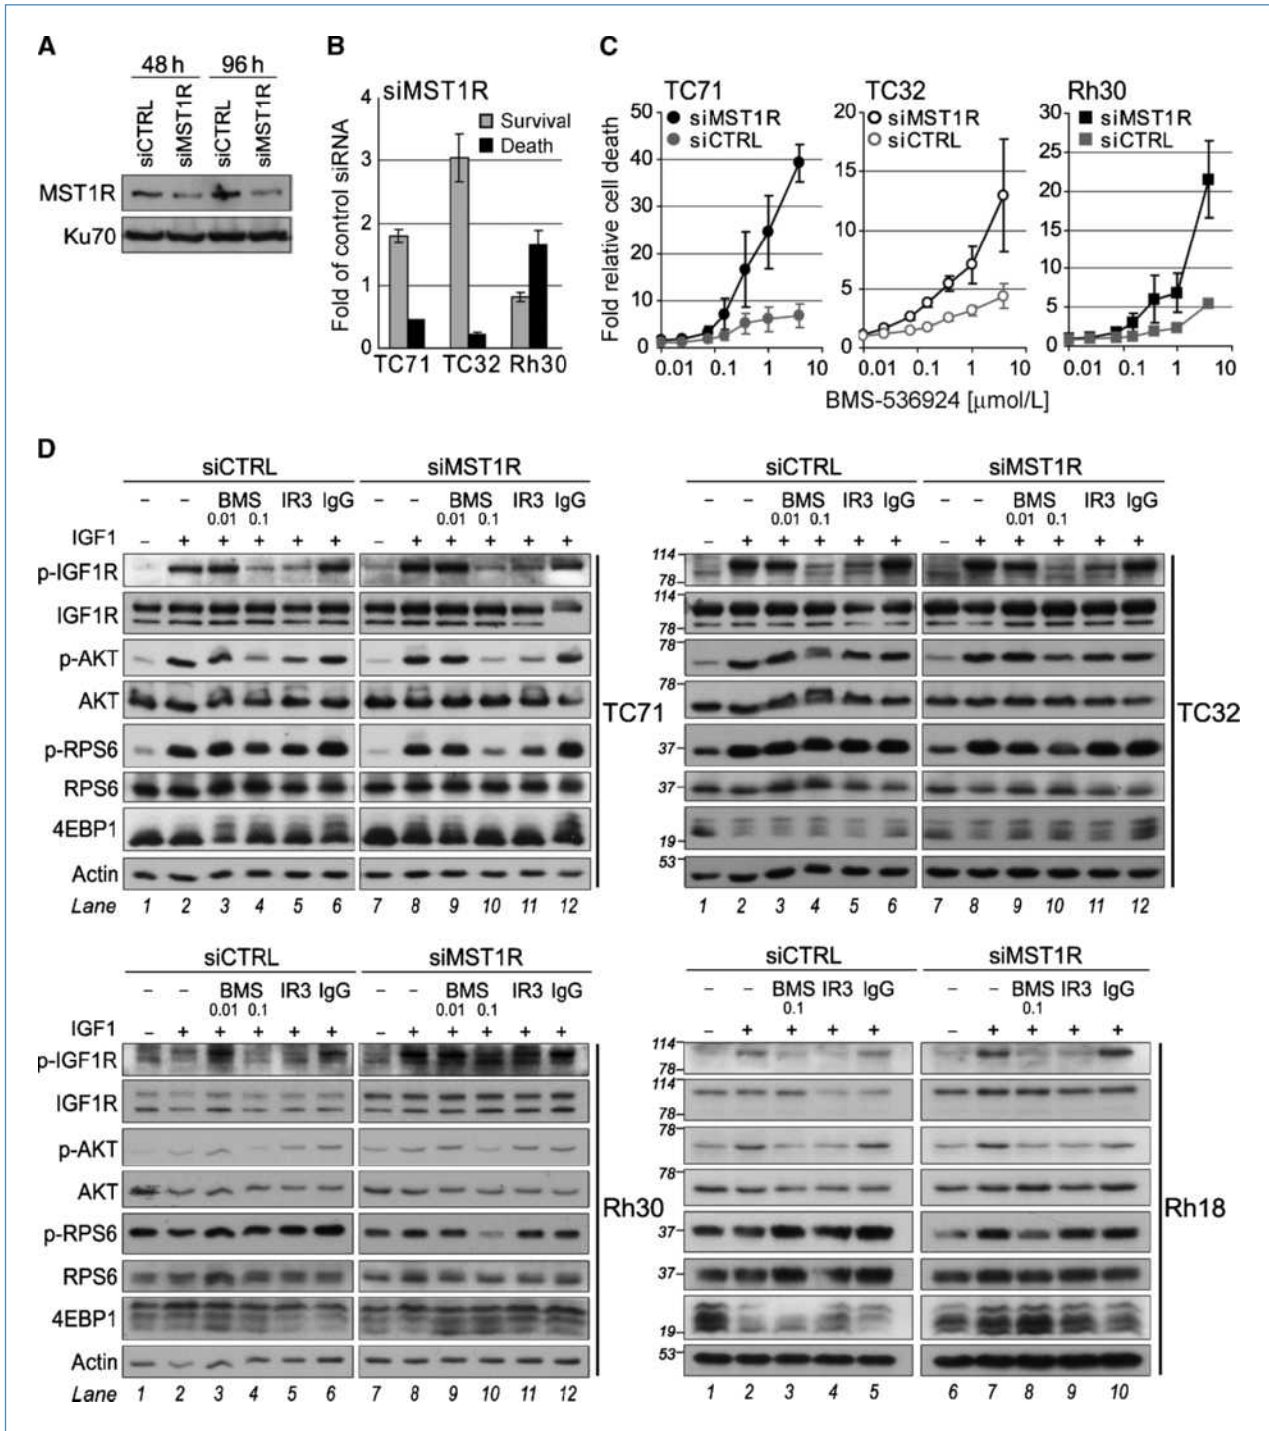 A
48 h 96 h
siCTRL siMST1R siCTRL siMST1R
MST1R
Ku70
B
siMST1R
Survival
Death
Fold of control siRNA
4
3
2
1
0
TC71 TC32 Rh30
C
TC71
siMST1R
siCTRL
Fold relative cell death
50
40
30
20
10
0
0.01 0.1 1 10
TC32
siMST1R
siCTRL
20
15
10
5
0
0.01 0.1 1 10
Rh30
siMST1R
siCTRL
30
25
20
15
10
5
0
0.01 0.1 1 10
BMS-536924 [μmol/L]
D
siCTRL siMST1R
– – BMS IR3 IgG – – BMS IR3 IgG
0.01 0.1 0.01 0.1
IGF1 – + + + + – + + + +
p-IGF1R
IGF1R
p-AKT
AKT
p-RPS6
RPS6
4EBP1
Actin
Lane 1 2 3 4 5 6 7 8 9 10 11 12
TC71
siCTRL siMST1R
– – BMS IR3 IgG – – BMS IR3 IgG
0.01 0.1 0.01 0.1
– + + + + + – + + + + +
114
78
114
78
78
78
37
37
19
53
1 2 3 4 5 6 7 8 9 10 11 12
TC32
siCTRL siMST1R
– – BMS IR3 IgG – – BMS IR3 IgG
0.01 0.1 0.01 0.1
IGF1 – + + + + – + + + + +
p-IGF1R
IGF1R
p-AKT
AKT
p-RPS6
RPS6
4EBP1
Actin
Lane 1 2 3 4 5 6 7 8 9 10 11 12
Rh30
siCTRL siMST1R
– – BMS IR3 IgG – – BMS IR3 IgG
0.1 0.1
– + + + + – + + + +
114
78
114
78
78
78
37
37
19
53
1 2 3 4 5 6 7 8 9 10
Rh18